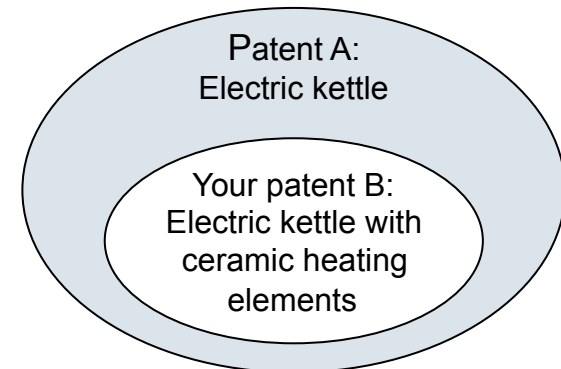 Patent A:
Electric kettle
Your patent B:
Electric kettle with
ceramic heating
elements